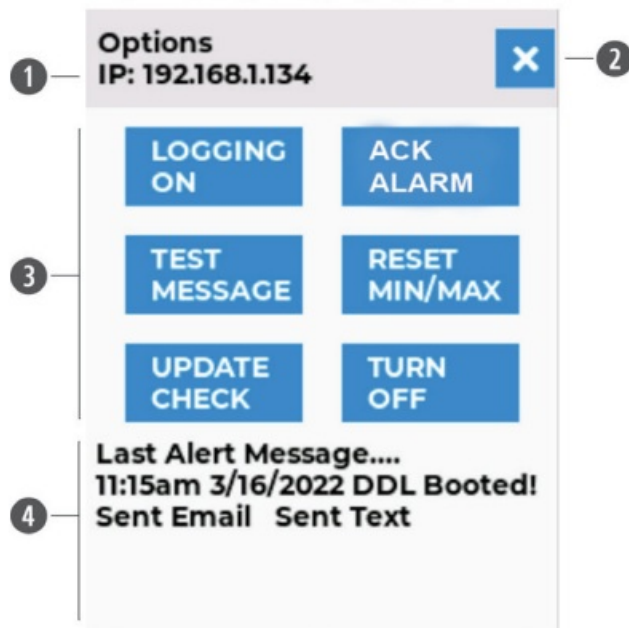 Options
1 IP: 192.168.1.134
× 2
LOGGING ON
ACK ALARM
3
TEST MESSAGE
RESET MIN/MAX
UPDATE CHECK
TURN OFF
Last Alert Message....
11:15am 3/16/2022 DDL Booted!
4 Sent Email Sent Text